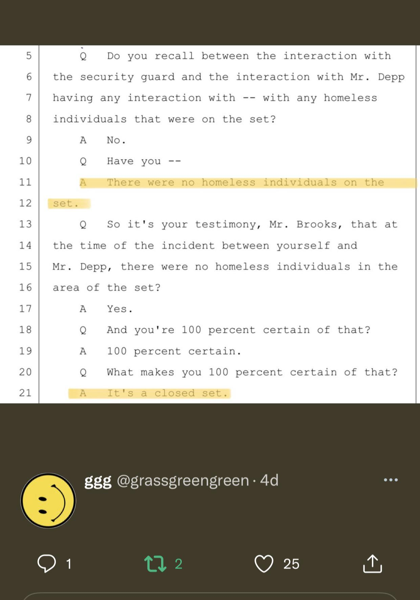 5 Q Do you recall between the interaction with
6 the security guard and the interaction with Mr. Depp
7 having any interaction with -- with any homeless
8 individuals that were on the set?
9 A No.
10 Q Have you --
11 A There were no homeless individuals on the
12 set.
13 Q So it's your testimony, Mr. Brooks, that at
14 the time of the incident between yourself and
15 Mr. Depp, there were no homeless individuals in the
16 area of the set?
17 A Yes.
18 Q And you're 100 percent certain of that?
19 A 100 percent certain.
20 Q What makes you 100 percent certain of that?
21 A It's a closed set.
ggg @grassgreengreen · 4d
1 2 25